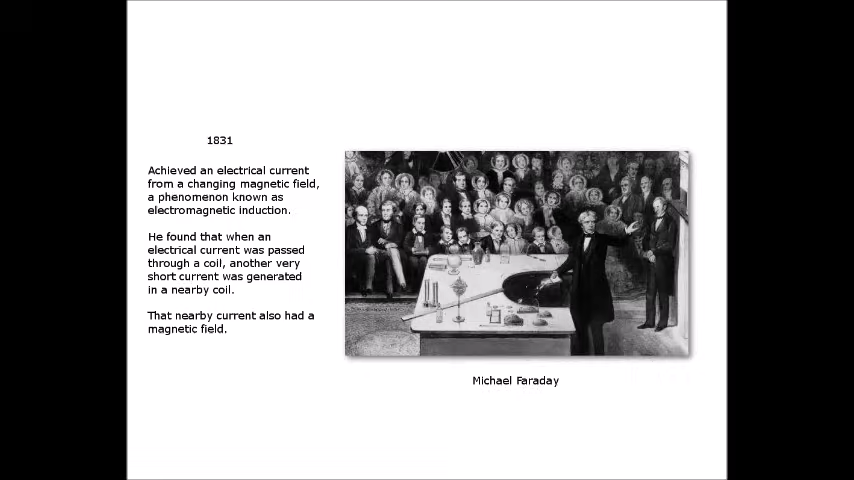 1831
Achieved an electrical current
from a changing magnetic field,
a phenomenon known as
electromagnetic induction.
He found that when an
electrical current was passed
through a coil, another very
short current was generated
in a nearby coil.
That nearby current also had a
magnetic field.
Michael Faraday